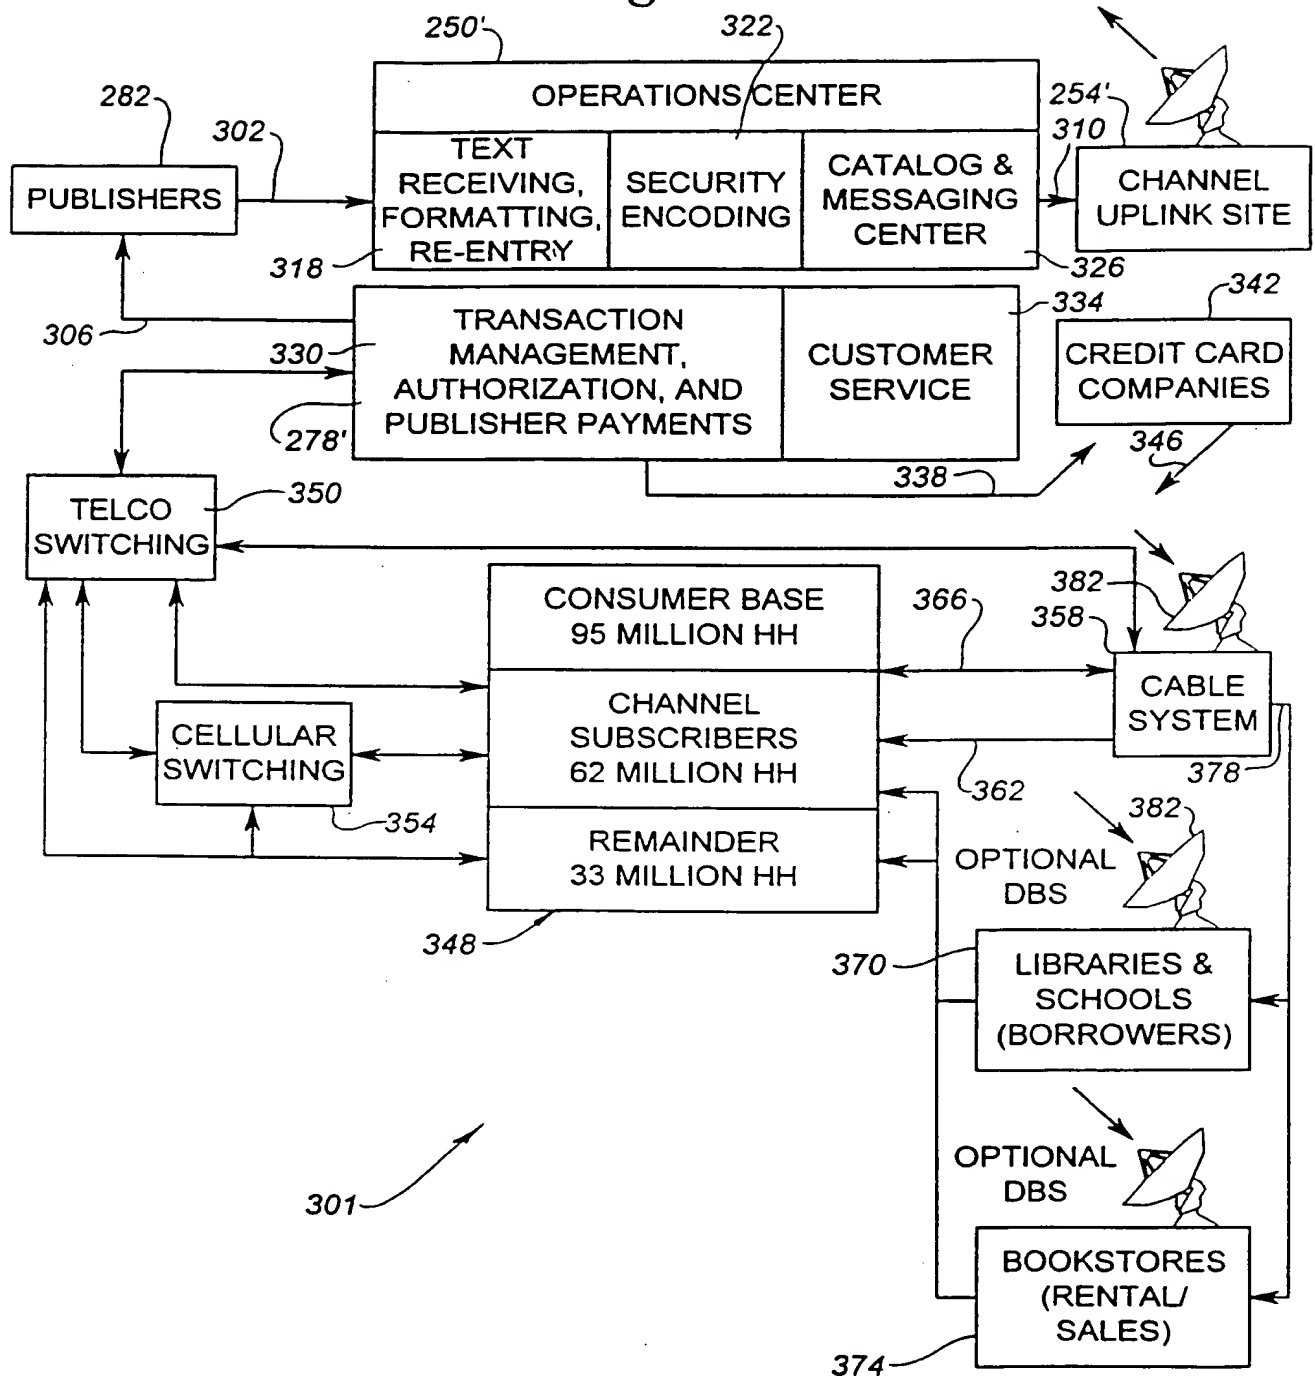 250'
322
OPERATIONS CENTER
282
302
254'
310
PUBLISHERS
TEXT
RECEIVING,
FORMATTING,
RE-ENTRY
SECURITY
ENCODING
CATALOG &
MESSAGING
CENTER
CHANNEL
UPLINK SITE
318
326
306
330
TRANSACTION
MANAGEMENT,
AUTHORIZATION, AND
PUBLISHER PAYMENTS
278'
CUSTOMER
SERVICE
334
342
CREDIT CARD
COMPANIES
346
338
TELCO
SWITCHING
350
CONSUMER BASE
95 MILLION HH
366
382
358
CHANNEL
SUBSCRIBERS
62 MILLION HH
CABLE
SYSTEM
CELLULAR
SWITCHING
354
362
378
382
REMAINDER
33 MILLION HH
OPTIONAL
DBS
348
370
LIBRARIES &
SCHOOLS
(BORROWERS)
301
OPTIONAL
DBS
BOOKSTORES
(RENTAL/
SALES)
374